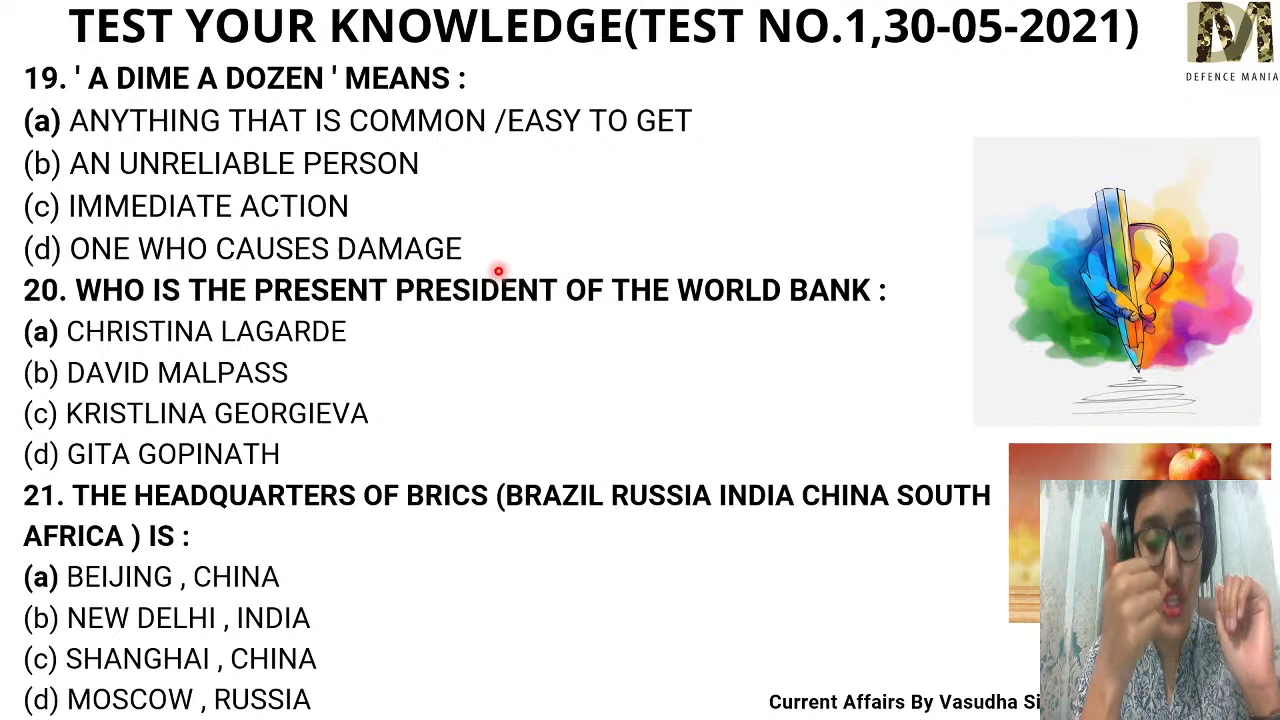 TEST YOUR KNOWLEDGE(TEST NO.1,30-05-2021)
DEFENCE MANIA
19. ' A DIME A DOZEN ' MEANS :
(a) ANYTHING THAT IS COMMON /EASY TO GET
(b) AN UNRELIABLE PERSON
(c) IMMEDIATE ACTION
(d) ONE WHO CAUSES DAMAGE
20. WHO IS THE PRESENT PRESIDENT OF THE WORLD BANK :
(a) CHRISTINA LAGARDE
(b) DAVID MALPASS
(c) KRISTLINA GEORGIEVA
(d) GITA GOPINATH
21. THE HEADQUARTERS OF BRICS (BRAZIL RUSSIA INDIA CHINA SOUTH
AFRICA ) IS :
(a) BEIJING , CHINA
(b) NEW DELHI , INDIA
(c) SHANGHAI , CHINA
(d) MOSCOW , RUSSIA
Current Affairs By Vasudha